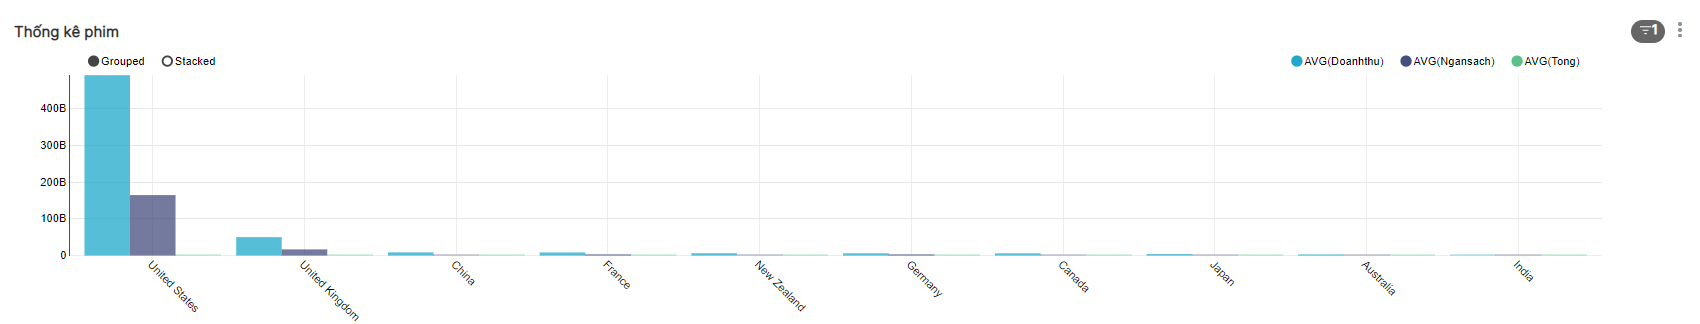 Thống kê phim
1
Grouped Stacked
AVG(Doanhthu) AVG(Ngansach) AVG(Tong)
400B
300B
200B
100B
0
United States
United Kingdom
China
France
New Zealand
Germany
Canada
Japan
Australia
India